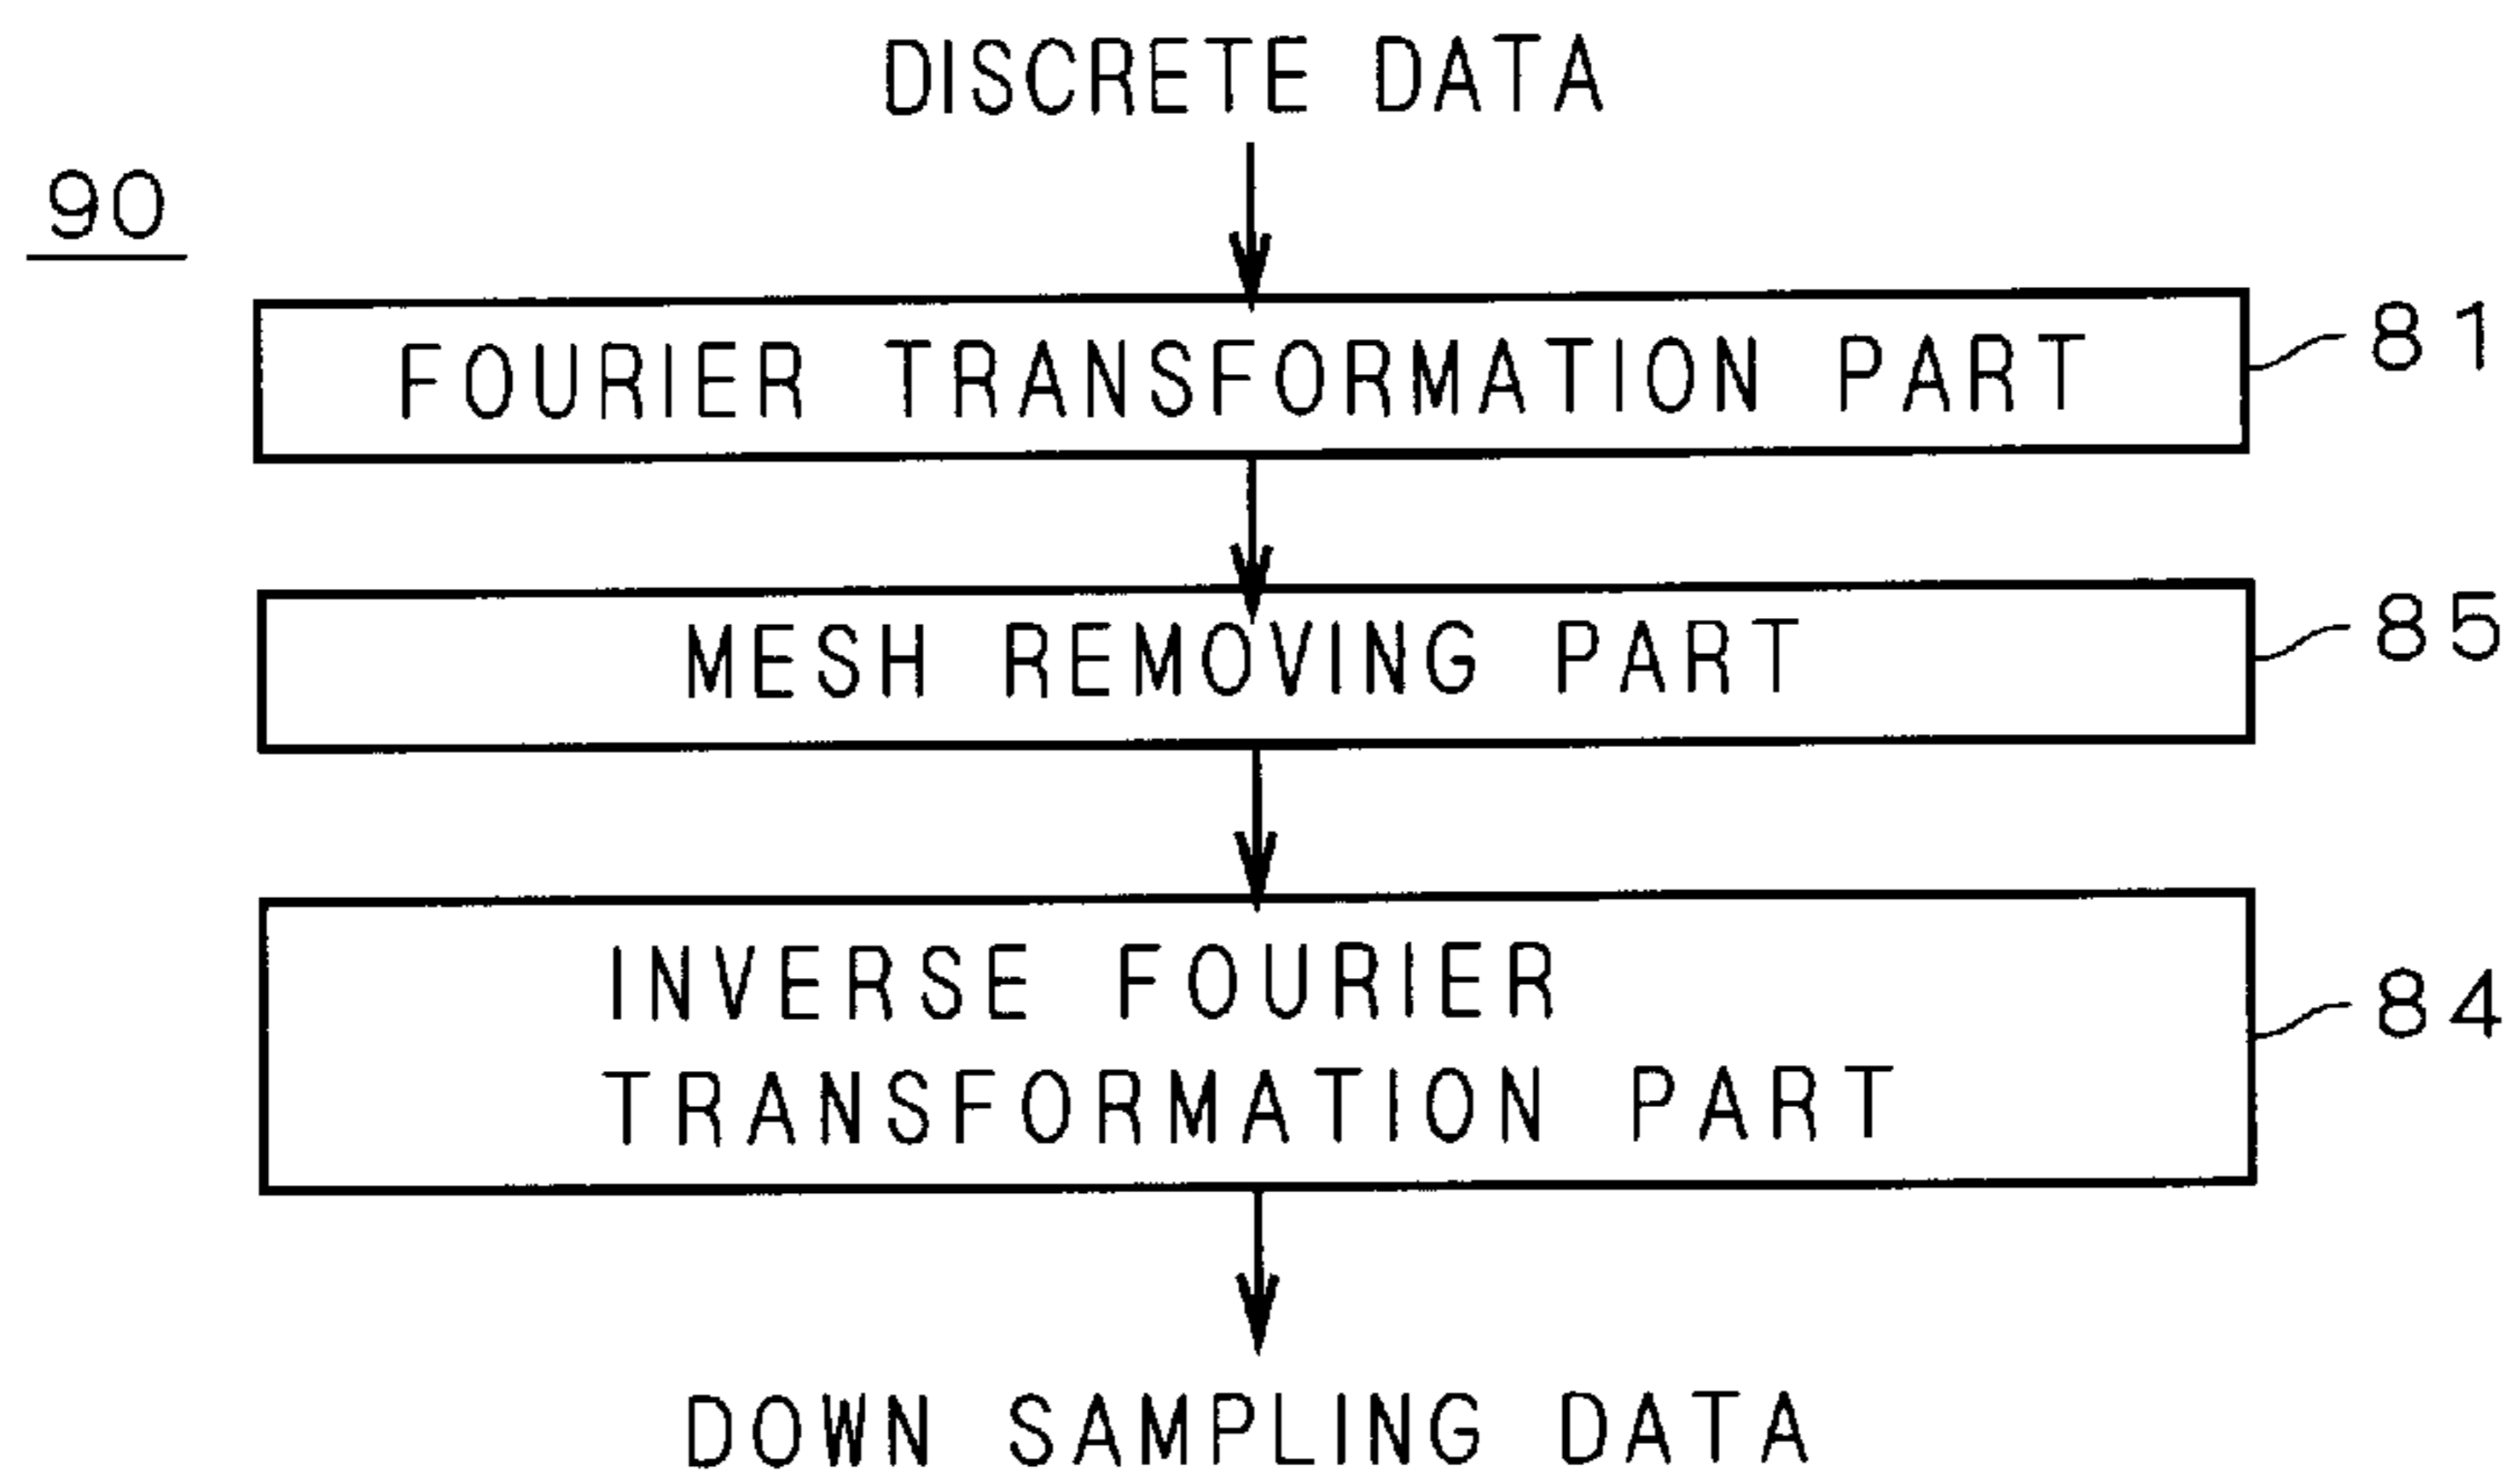 DISCRETE DATA
90
FOURIER TRANSFORMATION PART
81
MESH REMOVING PART
85
INVERSE FOURIER
TRANSFORMATION PART
84
DOWN SAMPLING DATA